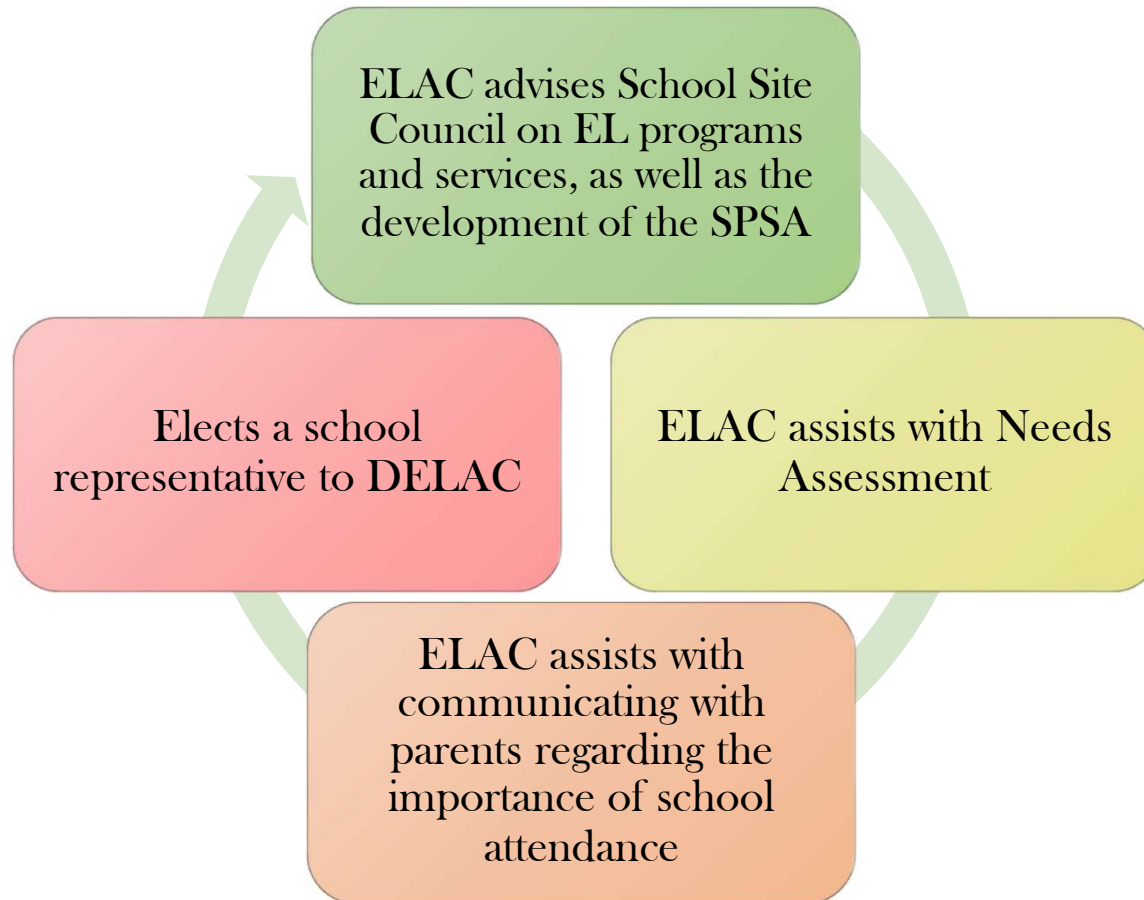 ELAC advises School Site
Council on EL programs
and services, as well as the
development of the SPSA
ELAC assists with Needs
Assessment
ELAC assists with
communicating with
parents regarding the
importance of school
attendance
Elects a school
representative to DELAC